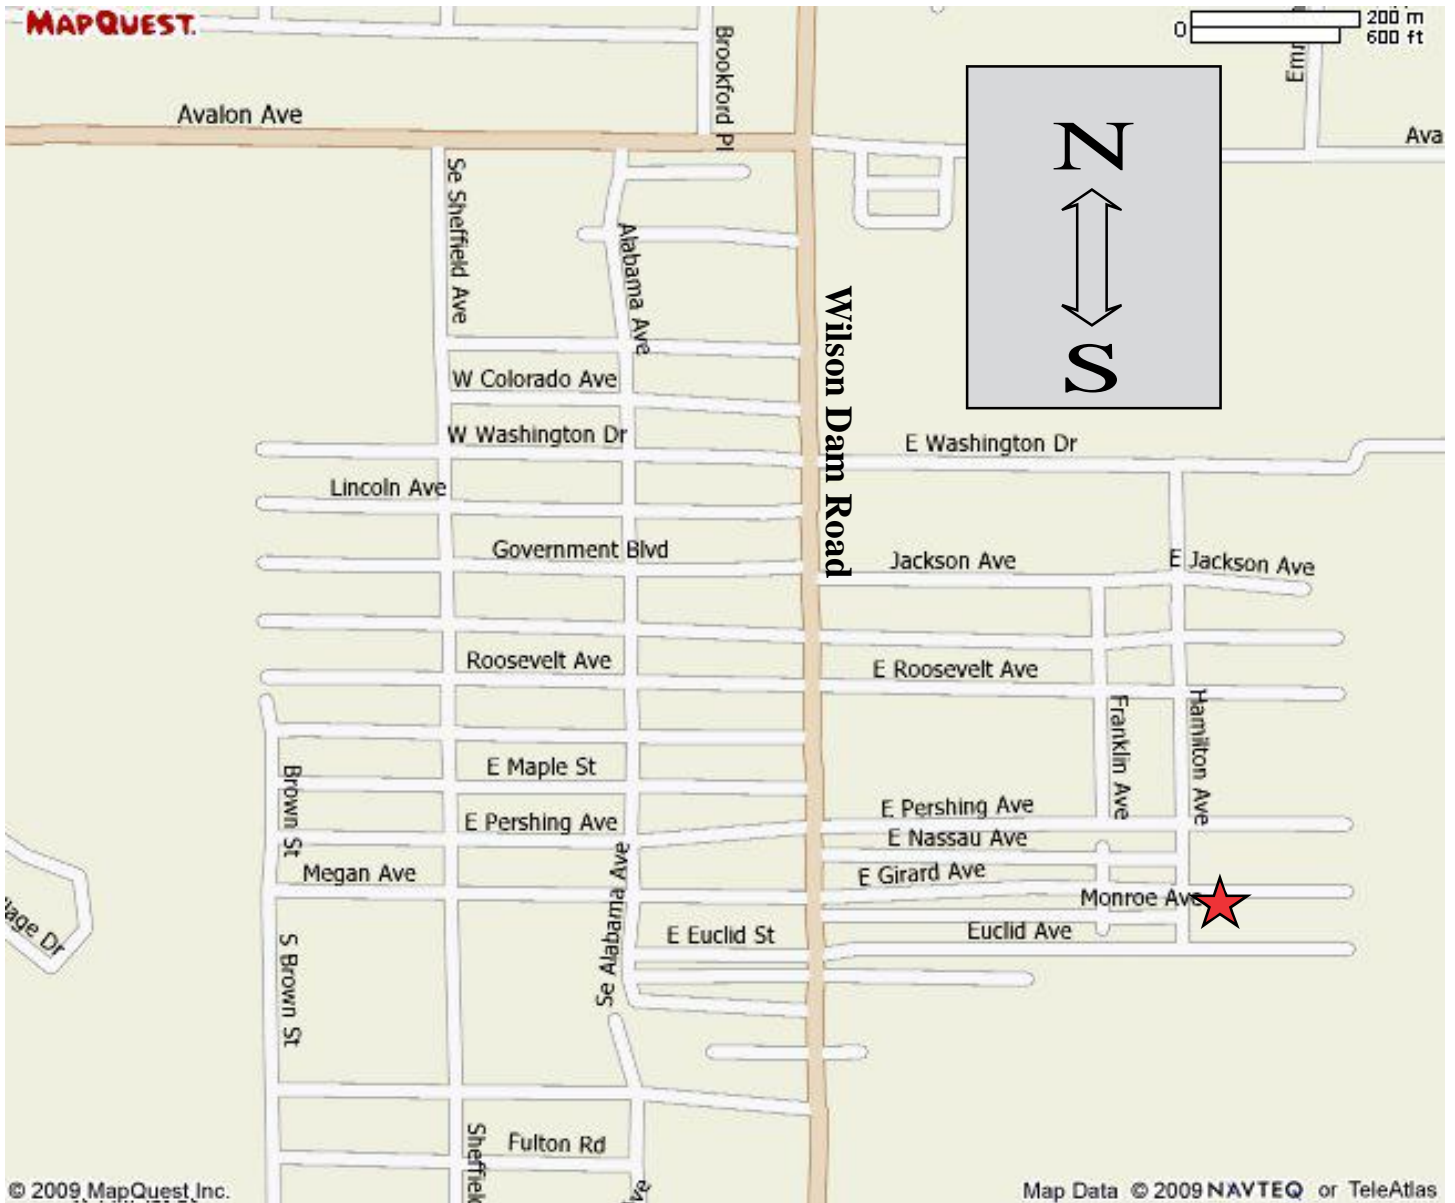 MAPQUEST.
200 m
0
600 ft
Brookford Pl
Avalon Ave
Ava
N
Se Sheffield Ave
Alabama Ave
Wilson Dam Road
S
W Colorado Ave
W Washington Dr
E Washington Dr
Lincoln Ave
Government Blvd
Jackson Ave
E Jackson Ave
Roosevelt Ave
E Roosevelt Ave
Franklin Ave
Hamilton Ave
E Maple St
Brown St
E Pershing Ave
E Pershing Ave
E Nassau Ave
Megan Ave
E Girard Ave
Monroe Ave
Se Alabama Ave
E Euclid St
Euclid Ave
lage Dr
S Brown St
Fulton Rd
Sheffiel
© 2009 MapQuest Inc.
Map Data © 2009 NAVTEQ or TeleAtlas